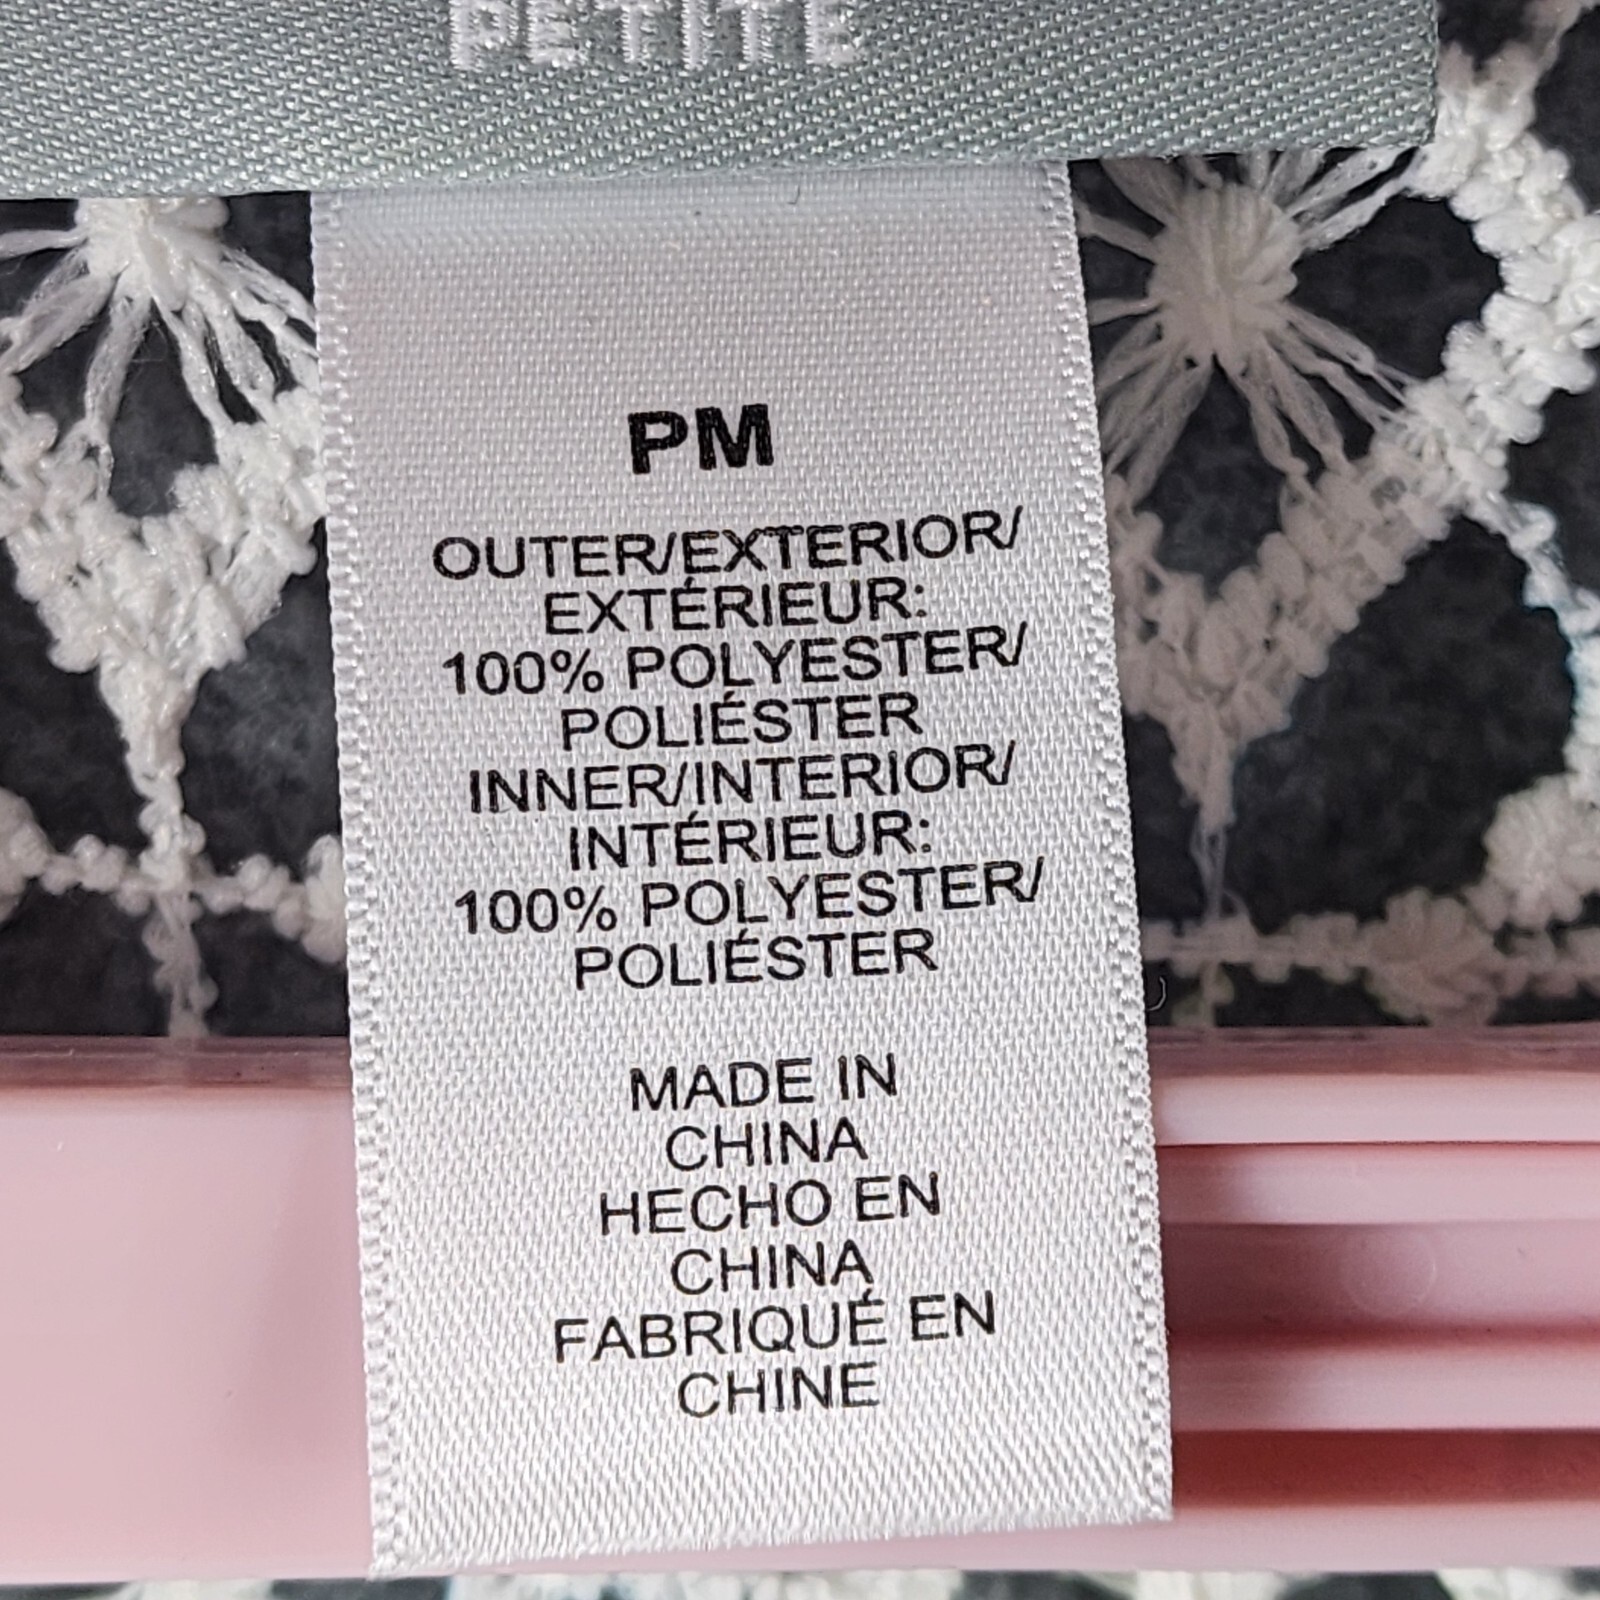 PETITE
PM
OUTER/EXTERIOR/
EXTÉRIEUR:
100% POLYESTER/
POLIÉSTER
INNER/INTERIOR/
INTÉRIEUR:
100% POLYESTER/
POLIÉSTER
MADE IN
CHINA
HECHO EN
CHINA
FABRIQUÉ EN
CHINE